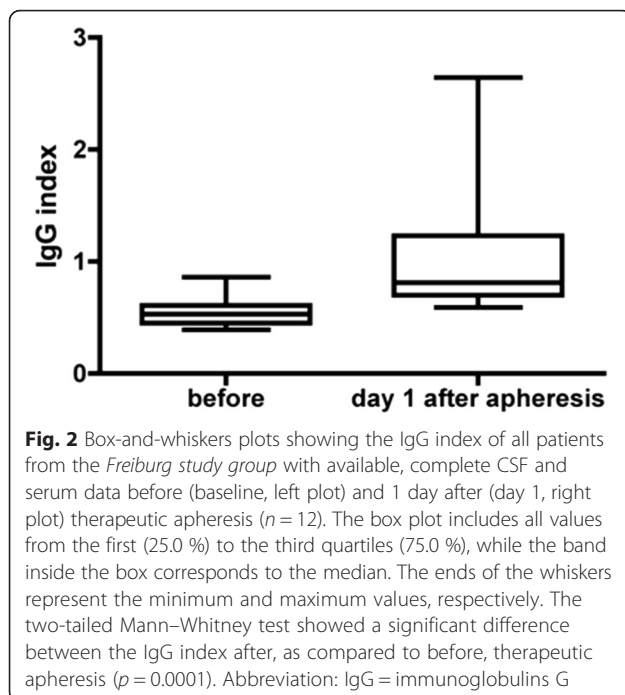 3
2
1
0
IgG index
before
day 1 after apheresis
Fig. 2 Box-and-whiskers plots showing the IgG index of all patients
from the Freiburg study group with available, complete CSF and
serum data before (baseline, left plot) and 1 day after (day 1, right
plot) therapeutic apheresis (n = 12). The box plot includes all values
from the first (25.0 %) to the third quartiles (75.0 %), while the band
inside the box corresponds to the median. The ends of the whiskers
represent the minimum and maximum values, respectively. The
two-tailed Mann–Whitney test showed a significant difference
between the IgG index after, as compared to before, therapeutic
apheresis (p = 0.0001). Abbreviation: IgG = immunoglobulins G